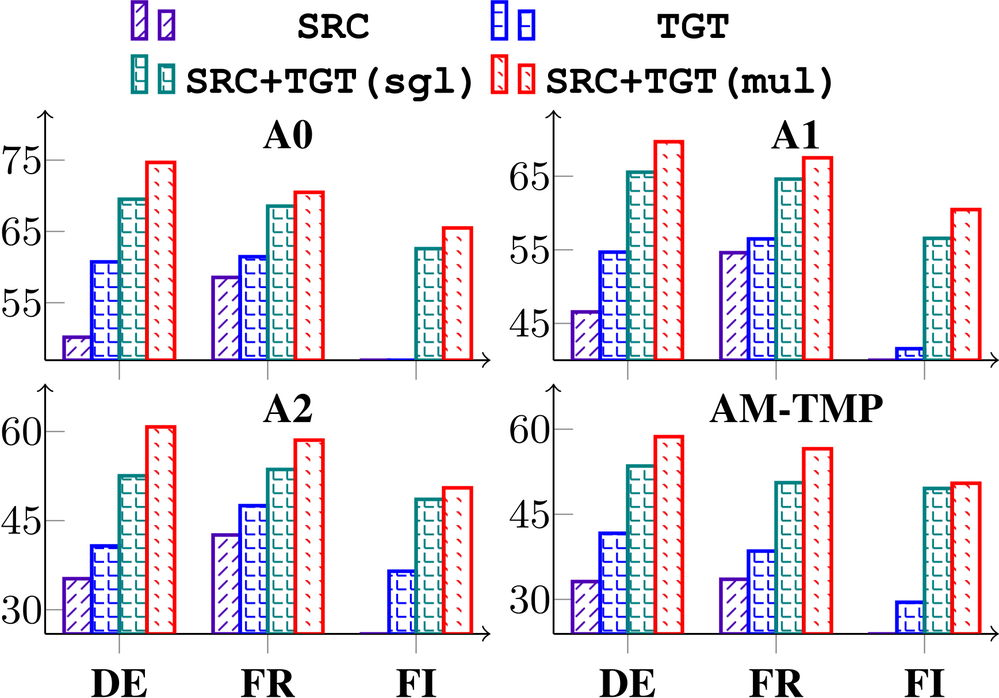 SRC TGT
SRC+TGT(sgl) SRC+TGT(mul)
A0 A1
75
65
55
65
55
45
A2 AM-TMP
60
45
30
60
45
30
DE FR FI DE FR FI